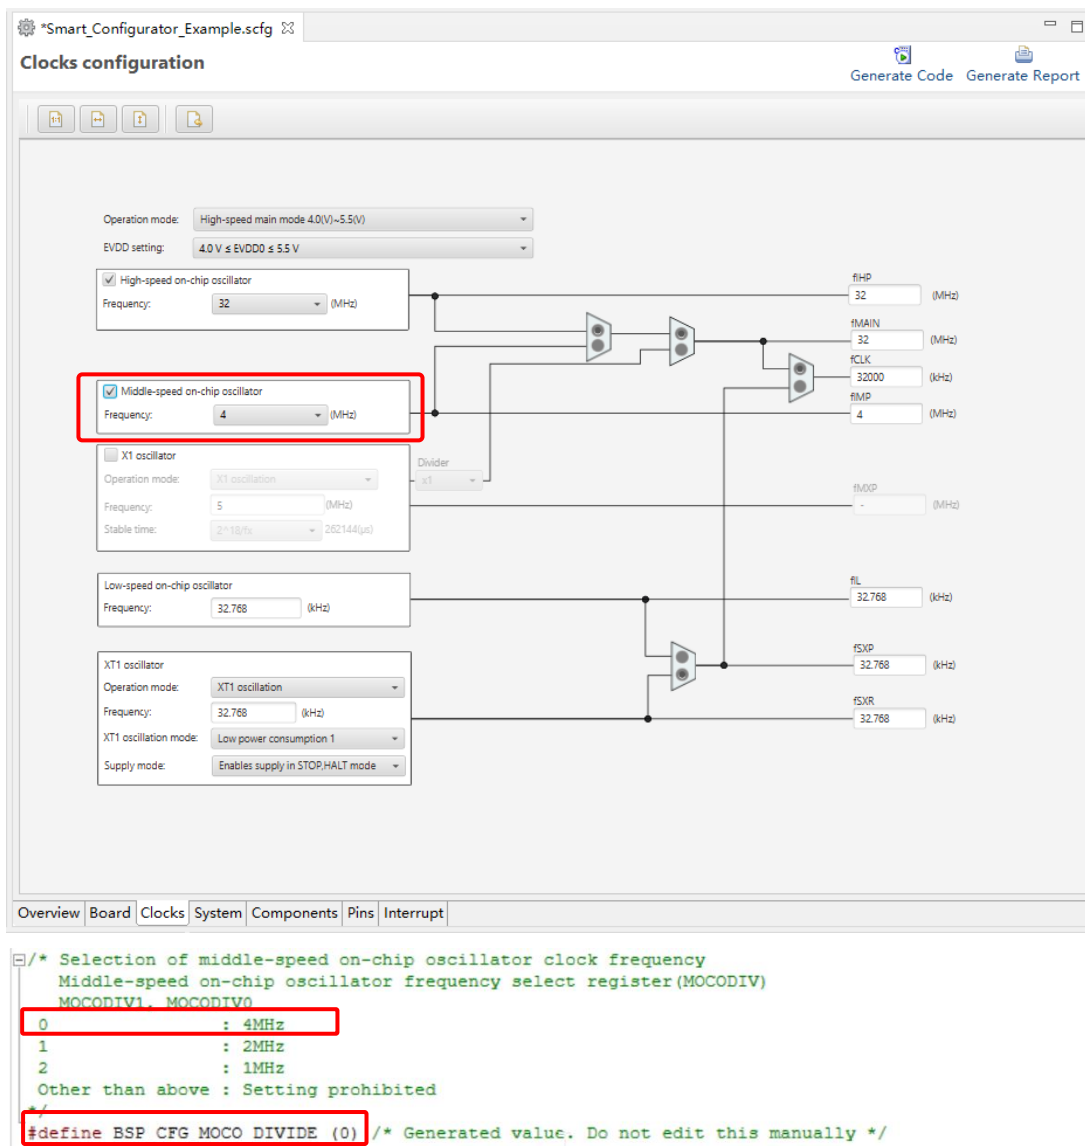 *Smart_Configurator_Example.scfg
Clocks configuration
Generate Code Generate Report
1:1
Operation mode: High-speed main mode 4.0(V)~5.5(V)
EVDD setting: 4.0 V ≤ EVDD0 ≤ 5.5 V
High-speed on-chip oscillator
Frequency: 32 (MHz)
fIHP
32 (MHz)
fMAIN
32 (MHz)
fCLK
32000 (kHz)
Middle-speed on-chip oscillator
Frequency: 4 (MHz)
fIMP
4 (MHz)
X1 oscillator
Operation mode: X1 oscillation
Frequency: 5 (MHz)
Stable time: 2^18/fx 262144(µs)
Divider
x1
fMXP
- (MHz)
Low-speed on-chip oscillator
Frequency: 32.768 (kHz)
fIL
32.768 (kHz)
XT1 oscillator
Operation mode: XT1 oscillation
Frequency: 32.768 (kHz)
XT1 oscillation mode: Low power consumption 1
Supply mode: Enables supply in STOP,HALT mode
fSXP
32.768 (kHz)
fSXR
32.768 (kHz)
Overview Board Clocks System Components Pins Interrupt
/* Selection of middle-speed on-chip oscillator clock frequency
Middle-speed on-chip oscillator frequency select register(MOCODIV)
MOCODIV1, MOCODIV0
0 : 4MHz
1 : 2MHz
2 : 1MHz
Other than above : Setting prohibited
*/
#define BSP_CFG_MOCO_DIVIDE (0) /* Generated value. Do not edit this manually */